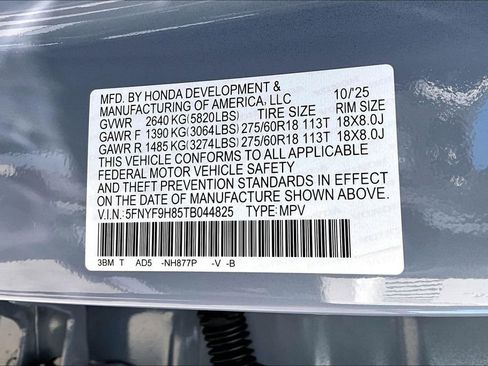 MFD. BY HONDA DEVELOPMENT & 10/'25
MANUFACTURING OF AMERICA, LLC
GVWR 2640 KG(5820LBS) TIRE SIZE RIM SIZE
GAWR F 1390 KG(3064LBS) 275/60R18 113T 18X8.0J
GAWR R 1485 KG(3274LBS) 275/60R18 113T 18X8.0J
THIS VEHICLE CONFORMS TO ALL APPLICABLE
FEDERAL MOTOR VEHICLE SAFETY
AND THEFT PREVENTION STANDARDS IN EFFECT
ON THE DATE OF MANUFACTURE SHOWN ABOVE.
V.I.N.: 5FNYF9H85TB044825 TYPE: MPV
3BM T AD5 -NH877P -V -B